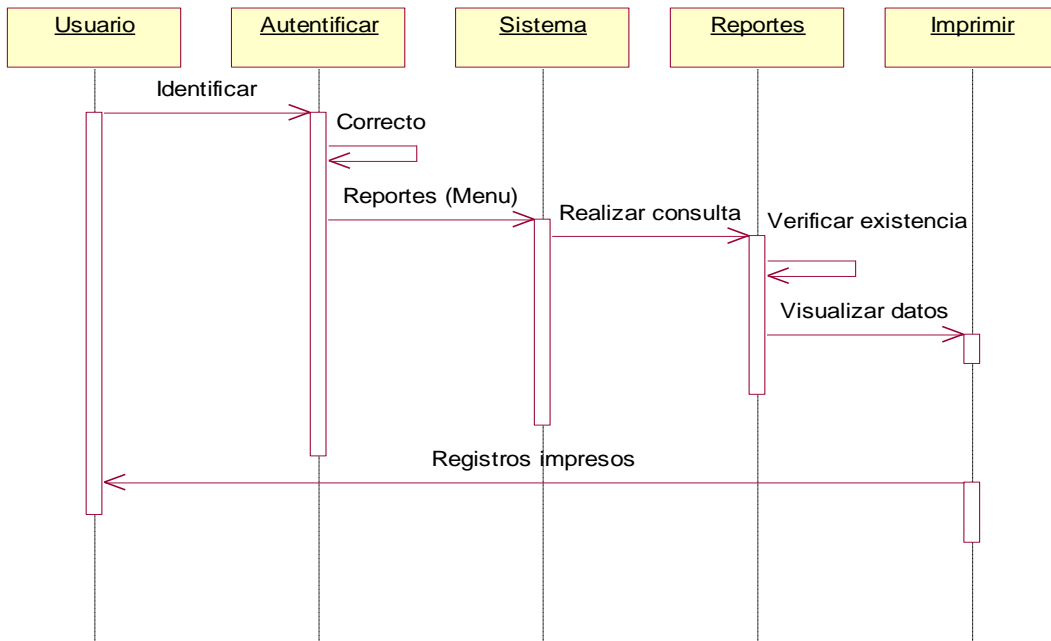 Usuario
Autentificar
Sistema
Reportes
Imprimir
Identificar
Correcto
Reportes (Menu)
Realizar consulta
Verificar existencia
Visualizar datos
Registros impresos